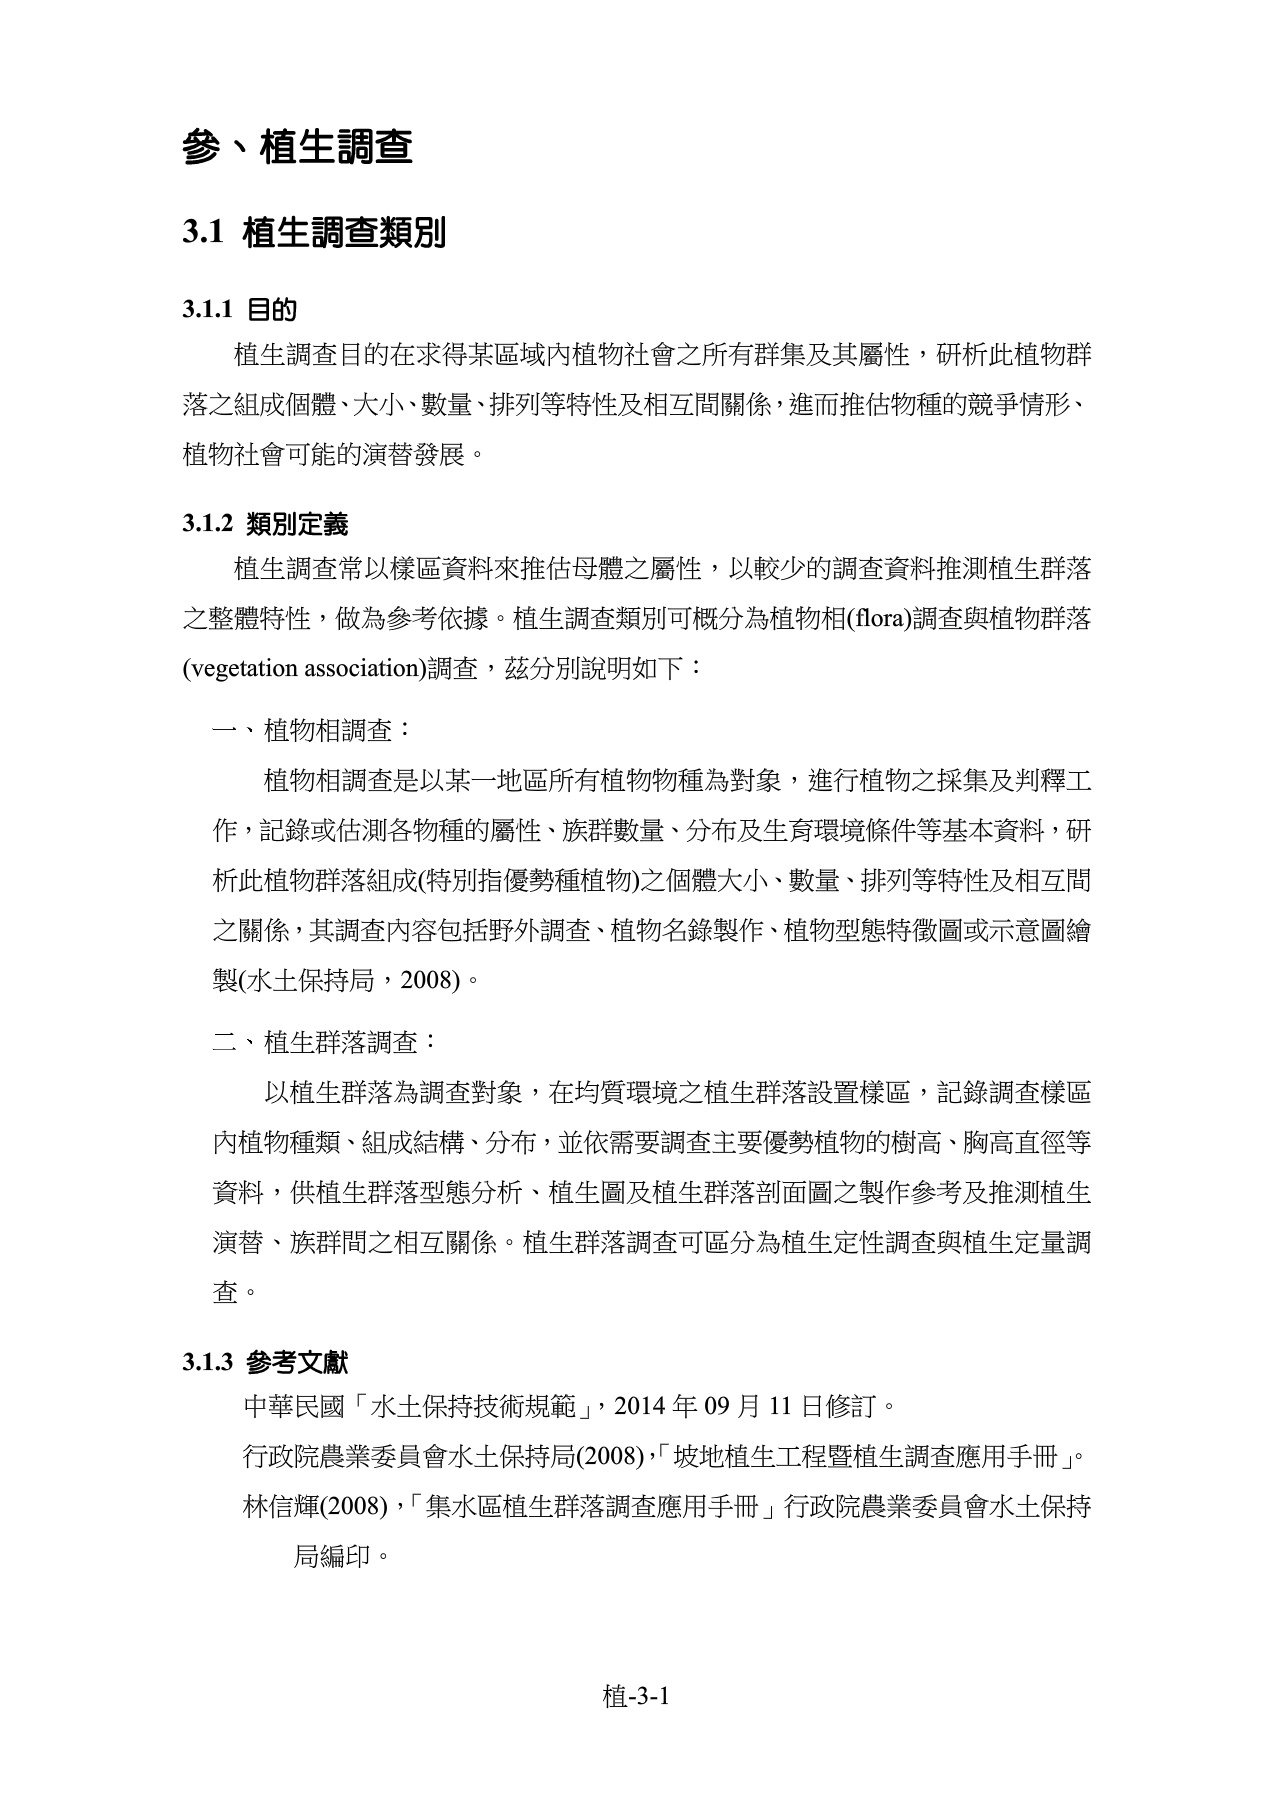 參、植生調查
3.1 植生調查類別
3.1.1 目的
植生調查目的在求得某區域內植物社會之所有群集及其屬性，研析此植物群
落之組成個體、大小、數量、排列等特性及相互間關係，進而推估物種的競爭情形、
植物社會可能的演替發展。
3.1.2 類別定義
植生調查常以樣區資料來推估母體之屬性，以較少的調查資料推測植生群落
之整體特性，做為參考依據。植生調查類別可概分為植物相(flora)調查與植物群落
(vegetation association)調查，茲分別說明如下：
一、植物相調查：
植物相調查是以某一地區所有植物物種為對象，進行植物之採集及判釋工
作，記錄或估測各物種的屬性、族群數量、分布及生育環境條件等基本資料，研
析此植物群落組成(特別指優勢種植物)之個體大小、數量、排列等特性及相互間
之關係，其調查內容包括野外調查、植物名錄製作、植物型態特徵圖或示意圖繪
製(水土保持局，2008)。
二、植生群落調查：
以植生群落為調查對象，在均質環境之植生群落設置樣區，記錄調查樣區
內植物種類、組成結構、分布，並依需要調查主要優勢植物的樹高、胸高直徑等
資料，供植生群落型態分析、植生圖及植生群落剖面圖之製作參考及推測植生
演替、族群間之相互關係。植生群落調查可區分為植生定性調查與植生定量調
查。
3.1.3 參考文獻
中華民國「水土保持技術規範」，2014 年 09 月 11 日修訂。
行政院農業委員會水土保持局(2008)，「坡地植生工程暨植生調查應用手冊」。
林信輝(2008)，「集水區植生群落調查應用手冊」行政院農業委員會水土保持
局編印。
植-3-1